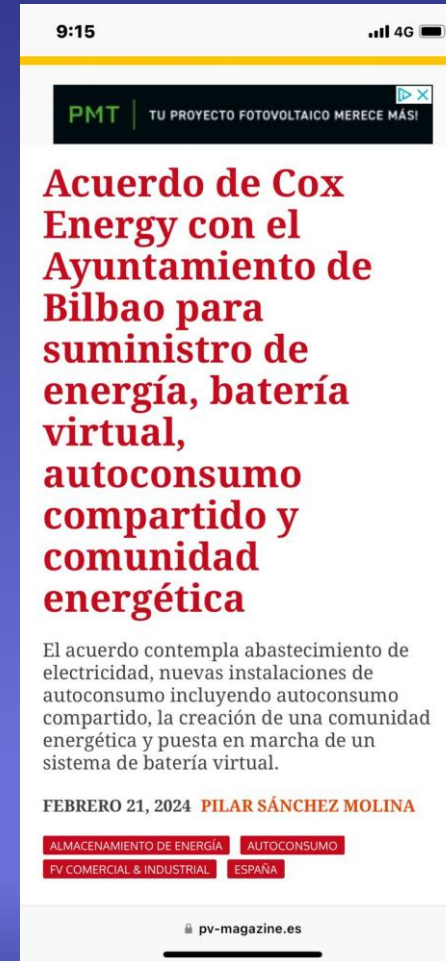 9:15
4G
PMT
TU PROYECTO FOTOVOLTAICO MERECE MÁS!
Acuerdo de Cox
Energy con el
Ayuntamiento de
Bilbao para
suministro de
energía, batería
virtual,
autoconsumo
compartido y
comunidad
energética
El acuerdo contempla abastecimiento de
electricidad, nuevas instalaciones de
autoconsumo incluyendo autoconsumo
compartido, la creación de una comunidad
energética y puesta en marcha de un
sistema de batería virtual.
FEBRERO 21, 2024 PILAR SÁNCHEZ MOLINA
ALMACENAMIENTO DE ENERGÍA AUTOCONSUMO
FV COMERCIAL & INDUSTRIAL ESPAÑA
pv-magazine.es